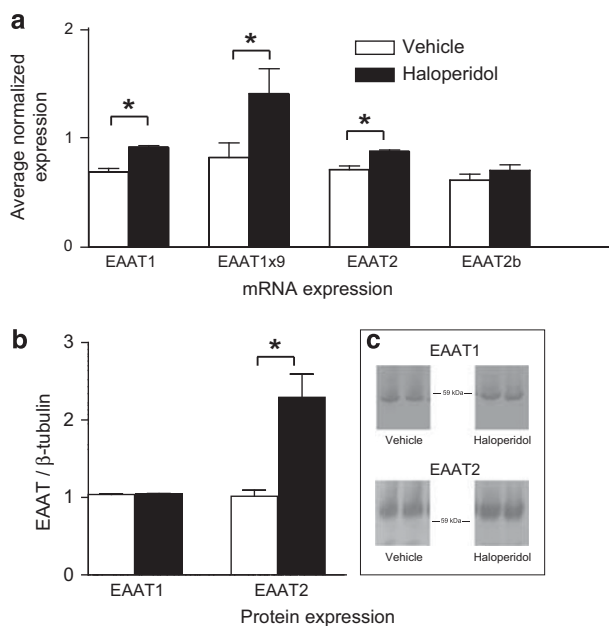 a
2
1
0
Average normalized
expression
Vehicle
Haloperidol
*
*
*
EAAT1
EAAT1x9
EAAT2
EAAT2b
mRNA expression
b
3
2
1
0
EAAT / β-tubulin
*
EAAT1
EAAT2
Protein expression
c
EAAT1
59 kDa
Vehicle
Haloperidol
EAAT2
59 kDa
Vehicle
Haloperidol